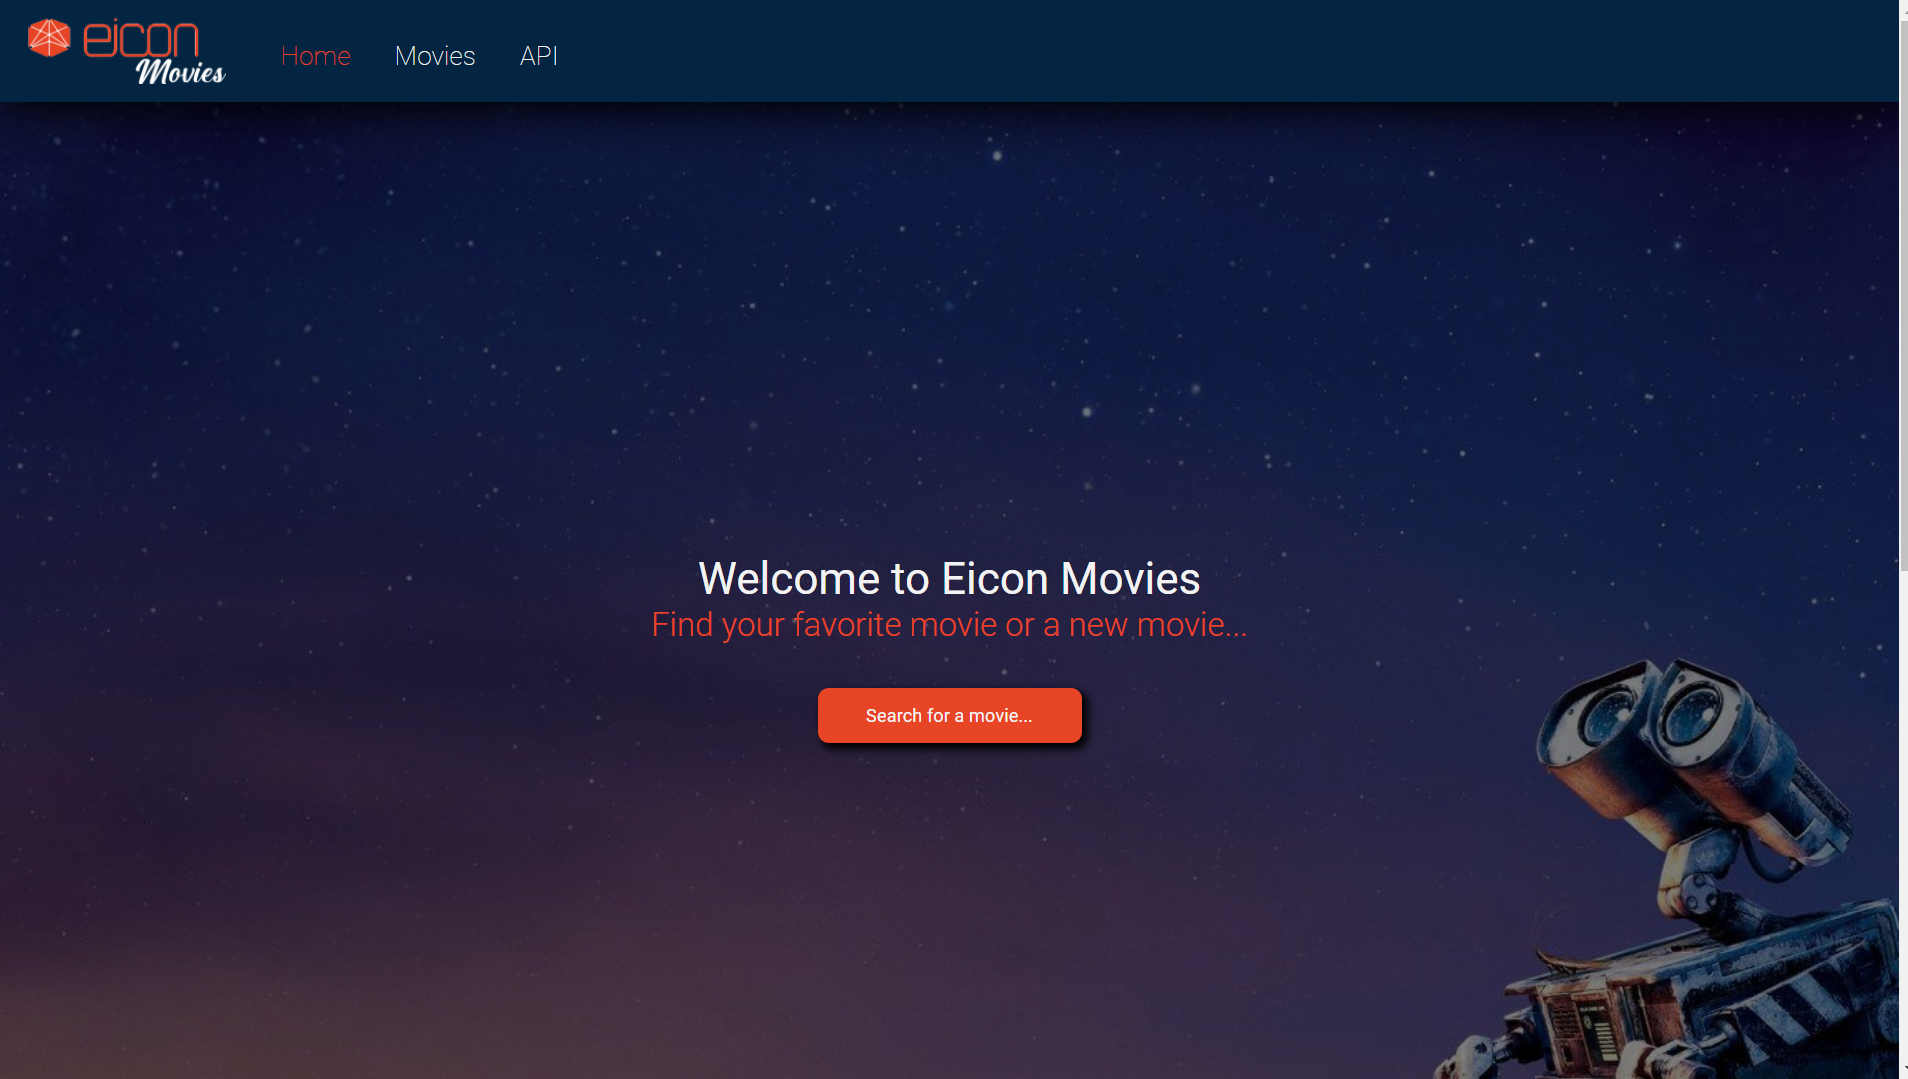 eicon
Movies
Home Movies API
Welcome to Eicon Movies
Find your favorite movie or a new movie...
Search for a movie...